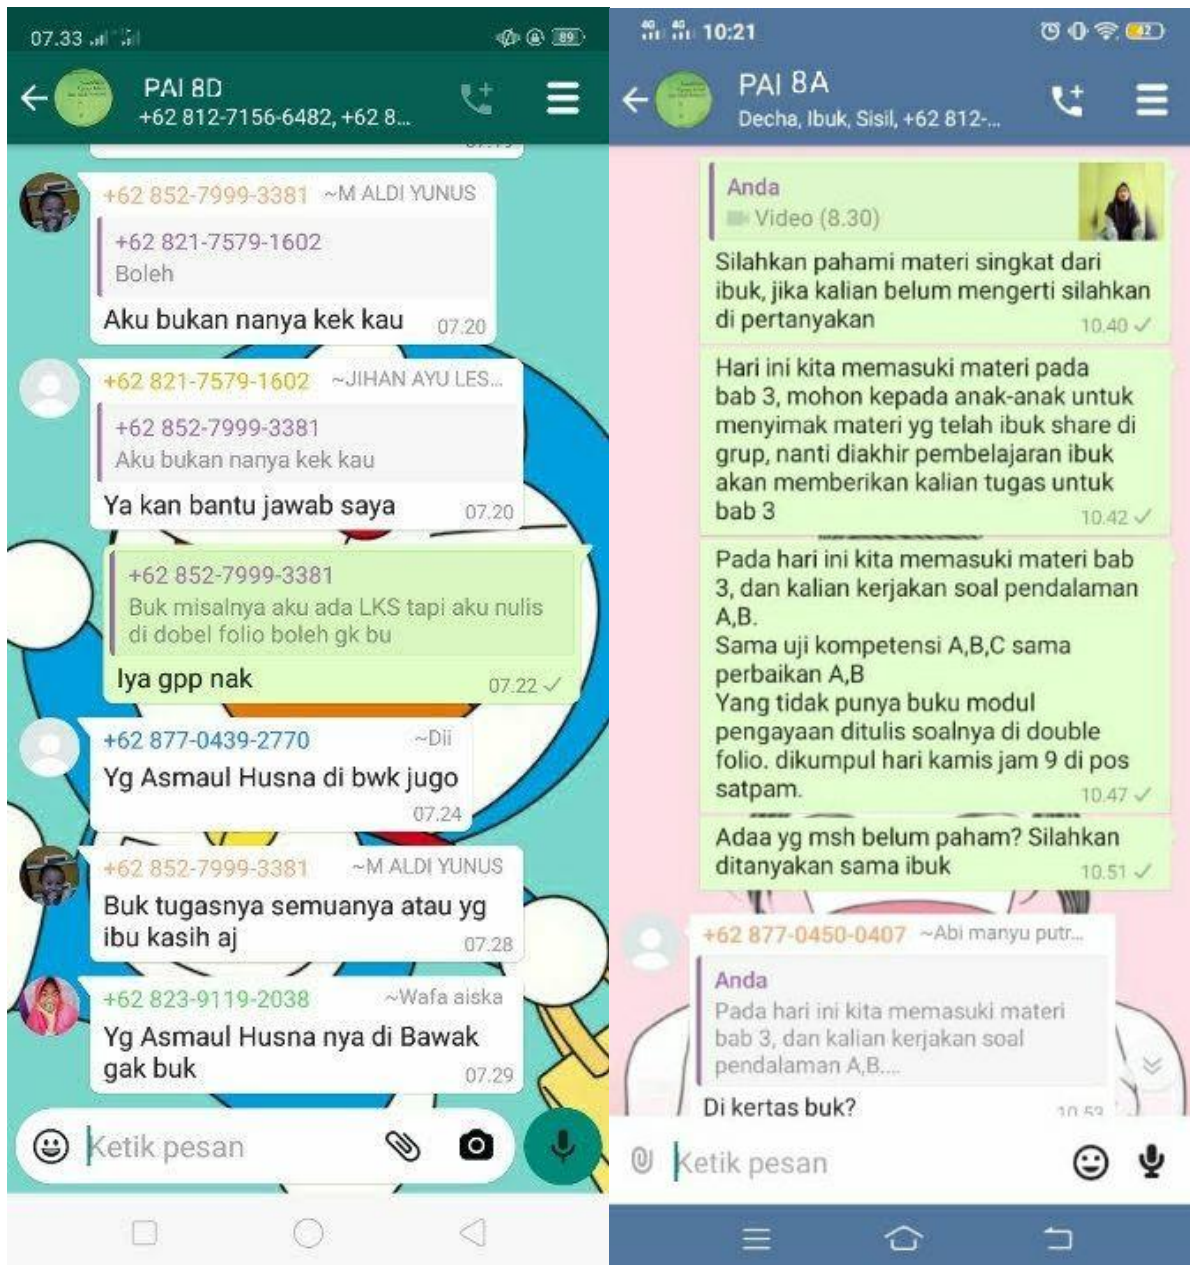 07.33
89
PAI 8D
+62 812-7156-6482, +62 8...
+62 852-7999-3381 ~M ALDI YUNUS
+62 821-7579-1602
Boleh
Aku bukan nanya kek kau 07.20
+62 821-7579-1602 ~JIHAN AYU LES...
+62 852-7999-3381
Aku bukan nanya kek kau
Ya kan bantu jawab saya 07.20
+62 852-7999-3381
Buk misalnya aku ada LKS tapi aku nulis
di dobel folio boleh gk bu
Iya gpp nak 07.22
+62 877-0439-2770 ~Dii
Yg Asmaul Husna di bwk jugo
07.24
+62 852-7999-3381 ~M ALDI YUNUS
Buk tugasnya semuanya atau yg
ibu kasih aj 07.28
+62 823-9119-2038 ~Wafa aiska
Yg Asmaul Husna nya di Bawak
gak buk 07.29
Ketik pesan
4G 4G 10:21
42
PAI 8A
Decha, Ibuk, Sisil, +62 812-...
Anda
Video (8.30)
Silahkan pahami materi singkat dari
ibuk, jika kalian belum mengerti silahkan
di pertanyakan 10.40
Hari ini kita memasuki materi pada
bab 3, mohon kepada anak-anak untuk
menyimak materi yg telah ibuk share di
grup, nanti diakhir pembelajaran ibuk
akan memberikan kalian tugas untuk
bab 3 10.42
Pada hari ini kita memasuki materi bab
3, dan kalian kerjakan soal pendalaman
A,B.
Sama uji kompetensi A,B,C sama
perbaikan A,B
Yang tidak punya buku modul
pengayaan ditulis soalnya di double
folio. dikumpul hari kamis jam 9 di pos
satpam. 10.47
Adaa yg msh belum paham? Silahkan
ditanyakan sama ibuk 10.51
+62 877-0450-0407 ~Abi manyu putr...
Anda
Pada hari ini kita memasuki materi
bab 3, dan kalian kerjakan soal
pendalaman A,B....
Di kertas buk? 10.53
Ketik pesan